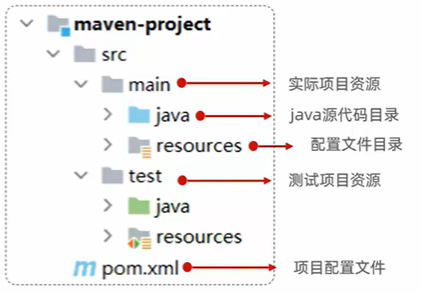 maven-project
src
main 实际项目资源
java java源代码目录
resources 配置文件目录
test 测试项目资源
java
resources
m pom.xml 项目配置文件